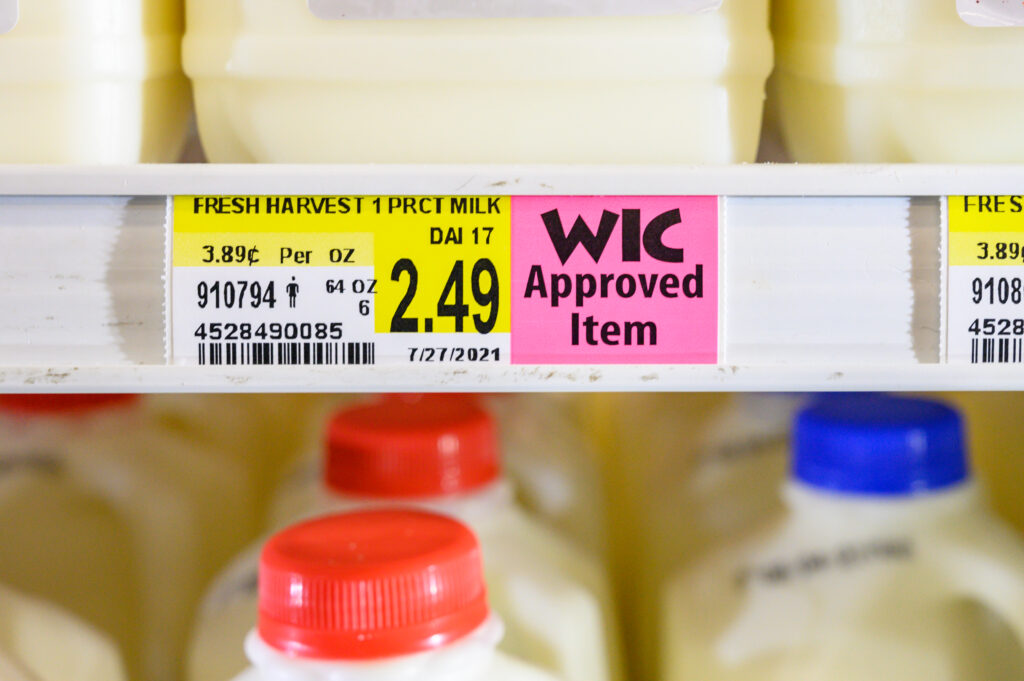 FRESH HARVEST 1 PRCT MILK
DAI 17
3.89¢ Per OZ
2.49
910794
64 OZ
6
4528490085
7/27/2021
WIC
Approved
Item
FRES
3.89
9108
4528